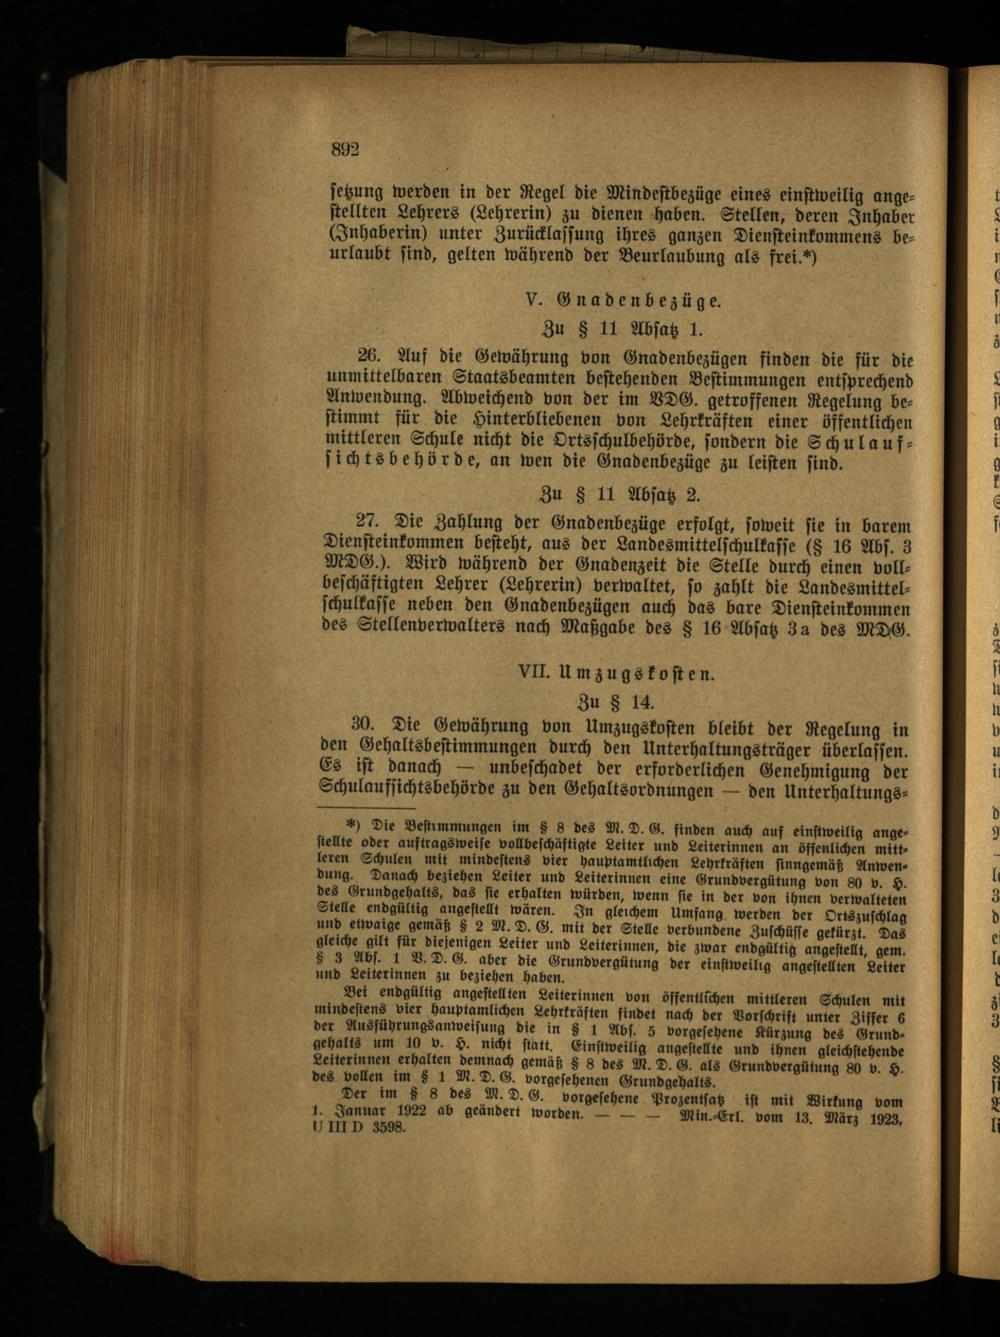 892
setzung werden in der Regel die Mindestbezüge eines einstweilig ange-
stellten Lehrers (Lehrerin) zu dienen haben. Stellen, deren Inhaber
(Inhaberin) unter Zurücklassung ihres ganzen Diensteinkommens be-
urlaubt sind, gelten während der Beurlaubung als frei.*)
V. Gnadenbezüge.
Zu § 11 Absatz 1.
26. Auf die Gewährung von Gnadenbezügen finden die für die
unmittelbaren Staatsbeamten bestehenden Bestimmungen entsprechend
Anwendung. Abweichend von der im VDG. getroffenen Regelung be-
stimmt für die Hinterbliebenen von Lehrkräften einer öffentlichen
mittleren Schule nicht die Ortsschulbehörde, sondern die Schulauf-
sichtsbehörde, an wen die Gnadenbezüge zu leisten sind.
Zu § 11 Absatz 2.
27. Die Zahlung der Gnadenbezüge erfolgt, soweit sie in barem
Diensteinkommen besteht, aus der Landesmittelschulkasse (§ 16 Abs. 3
MDG.). Wird während der Gnadenzeit die Stelle durch einen voll-
beschäftigten Lehrer (Lehrerin) verwaltet, so zahlt die Landesmittel-
schulkasse neben den Gnadenbezügen auch das bare Diensteinkommen
des Stellenverwalters nach Maßgabe des § 16 Absatz 3a des MDG.
VII. Umzugskosten.
Zu § 14.
30. Die Gewährung von Umzugskosten bleibt der Regelung in
den Gehaltsbestimmungen durch den Unterhaltungsträger überlassen.
Es ist danach — unbeschadet der erforderlichen Genehmigung der
Schulaufsichtsbehörde zu den Gehaltsordnungen — den Unterhaltungs-
*) Die Bestimmungen im § 8 des M. D. G. finden auch auf einstweilig ange-
stellte oder auftragsweise vollbeschäftigte Leiter und Leiterinnen an öffenlichen mitt-
leren Schulen mit mindestens vier hauptamtlichen Lehrkräften sinngemäß Anwen-
dung. Danach beziehen Leiter und Leiterinnen eine Grundvergütung von 80 v. H.
des Grundgehalts, das sie erhalten würden, wenn sie in der von ihnen verwalteten
Stelle endgültig angestellt wären. In gleichem Umfang werden der Ortszuschlag
und etwaige gemäß § 2 M. D. G. mit der Stelle verbundene Zuschüsse gekürzt. Das
gleiche gilt für diejenigen Leiter und Leiterinnen, die zwar endgültig angestellt, gem.
§ 3 Abs. 1 V. D. G. aber die Grundvergütung der einstweilig angestellten Leiter
und Leiterinnen zu beziehen haben.
Bei endgültig angestellten Leiterinnen von öffentlichen mittleren Schulen mit
mindestens vier hauptamlichen Lehrkräften findet nach der Vorschrift unter Ziffer 6
der Ausführungsanweisung die in § 1 Abs. 5 vorgesehene Kürzung des Grund-
gehalts um 10 v. H. nicht statt. Einstweilig angestellte und ihnen gleichstehende
Leiterinnen erhalten demnach gemäß § 8 des M. D. G. als Grundvergütung 80 v. H.
des vollen im § 1 M. D. G. vorgesehenen Grundgehalts.
Der im § 8 des M. D. G. vorgesehene Prozentsatz ist mit Wirkung vom
1. Januar 1922 ab geändert worden. — — — Min.-Erl. vom 13. März 1923,
U III D 3598.